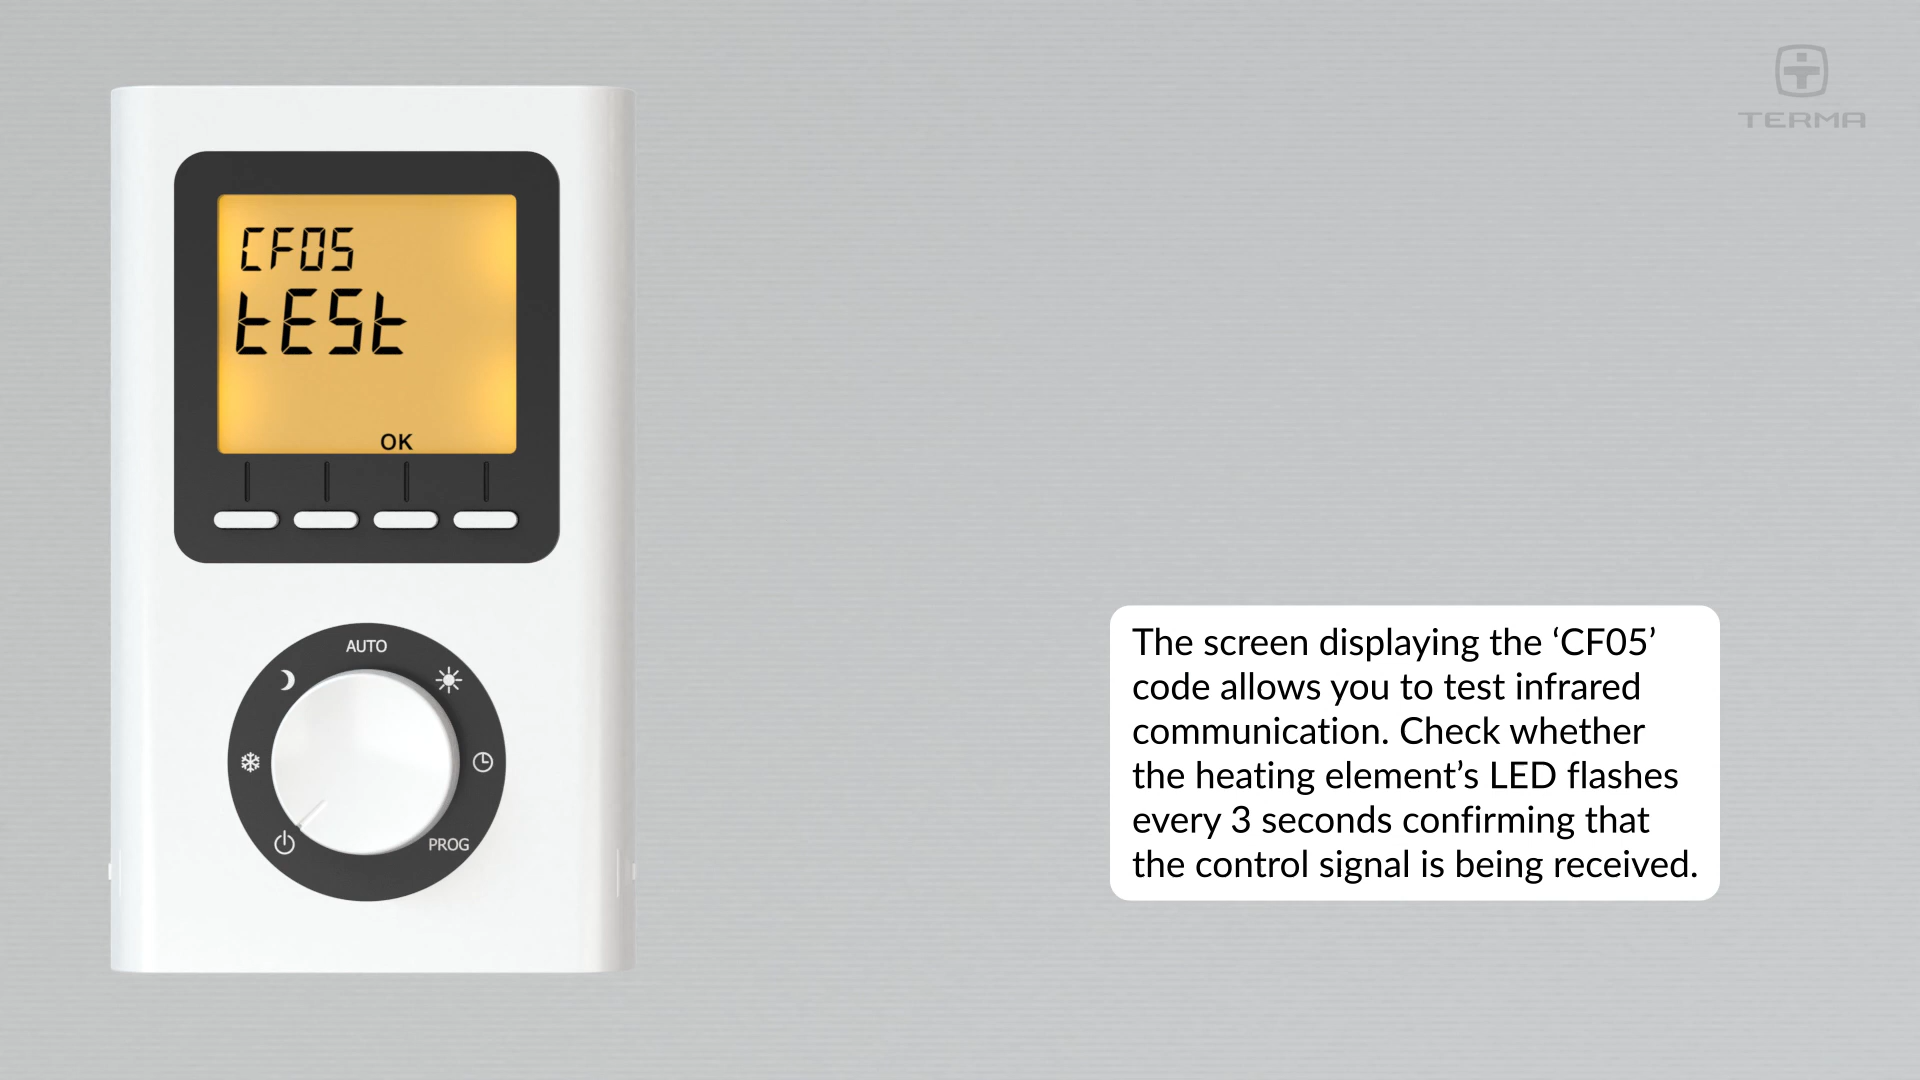 TERMA
CF05
tESt
OK
AUTO
PROG
The screen displaying the ‘CF05’
code allows you to test infrared
communication. Check whether
the heating element’s LED flashes
every 3 seconds confirming that
the control signal is being received.